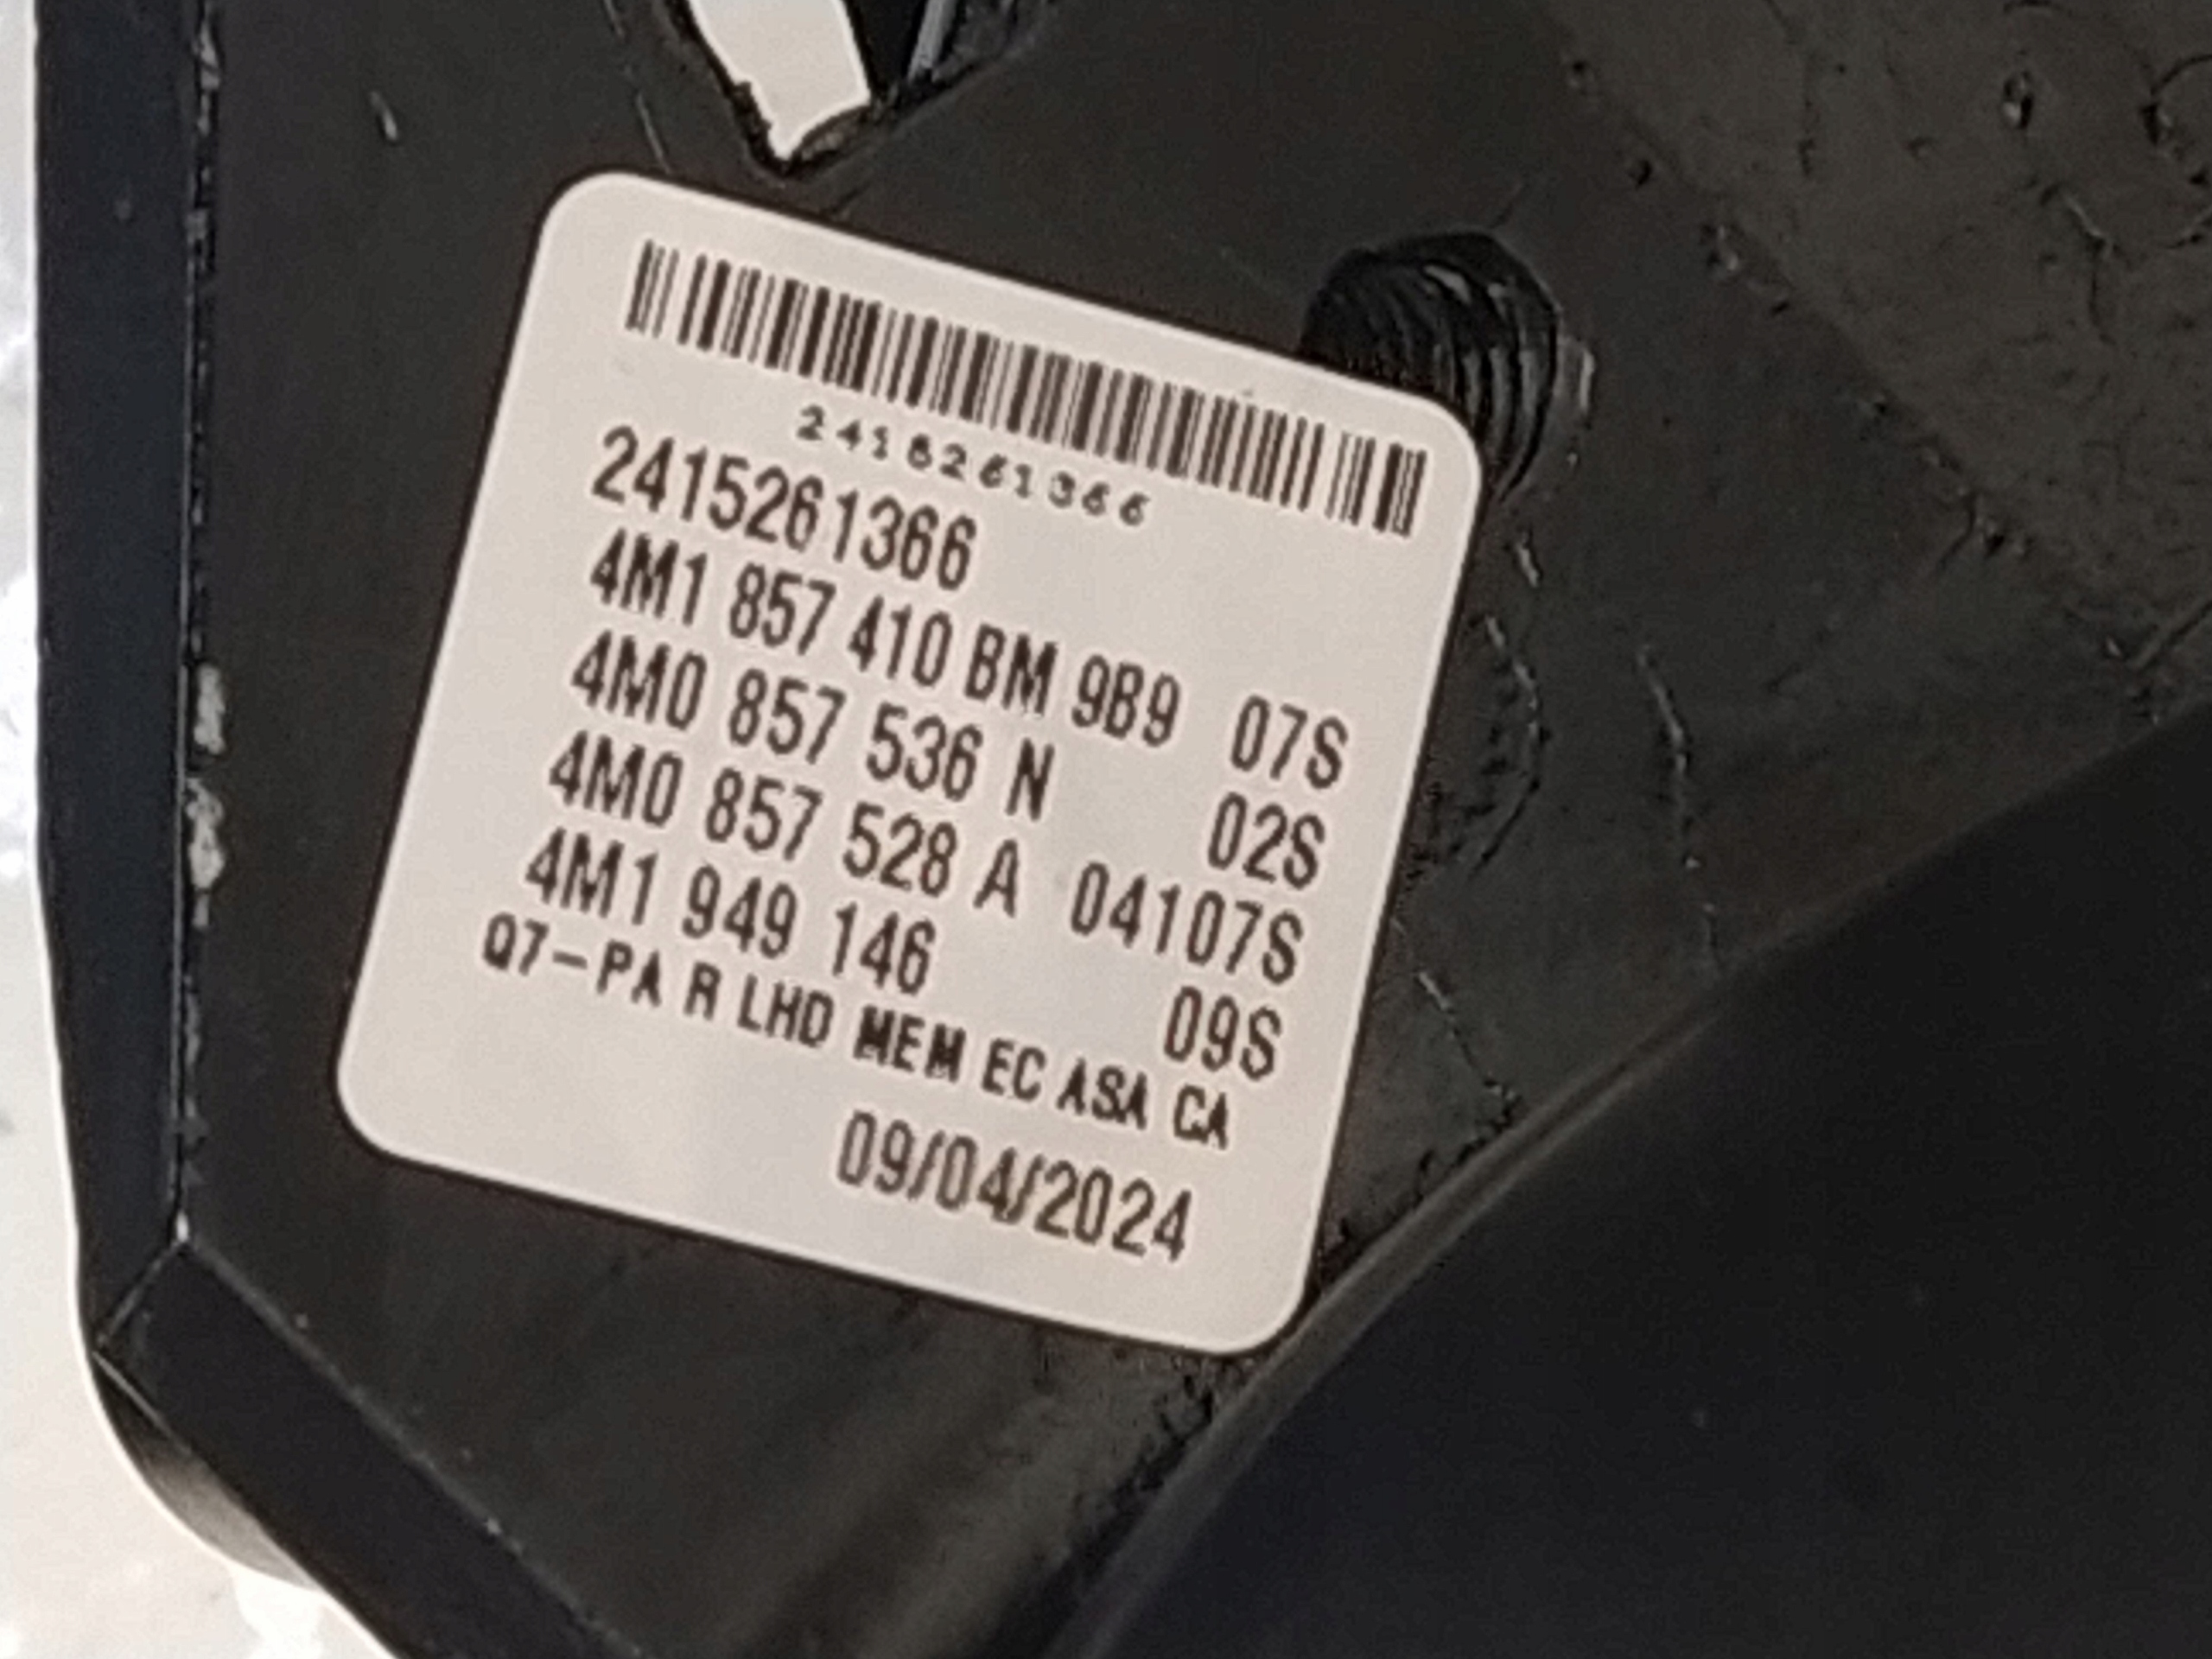 2415261366
2415261366
4M1 857 410 BM 9B9 07S
4M0 857 536 N 02S
4M0 857 528 A 04107S
4M1 949 146 09S
Q7-PA R LHD MEM EC ASA CA
09/04/2024